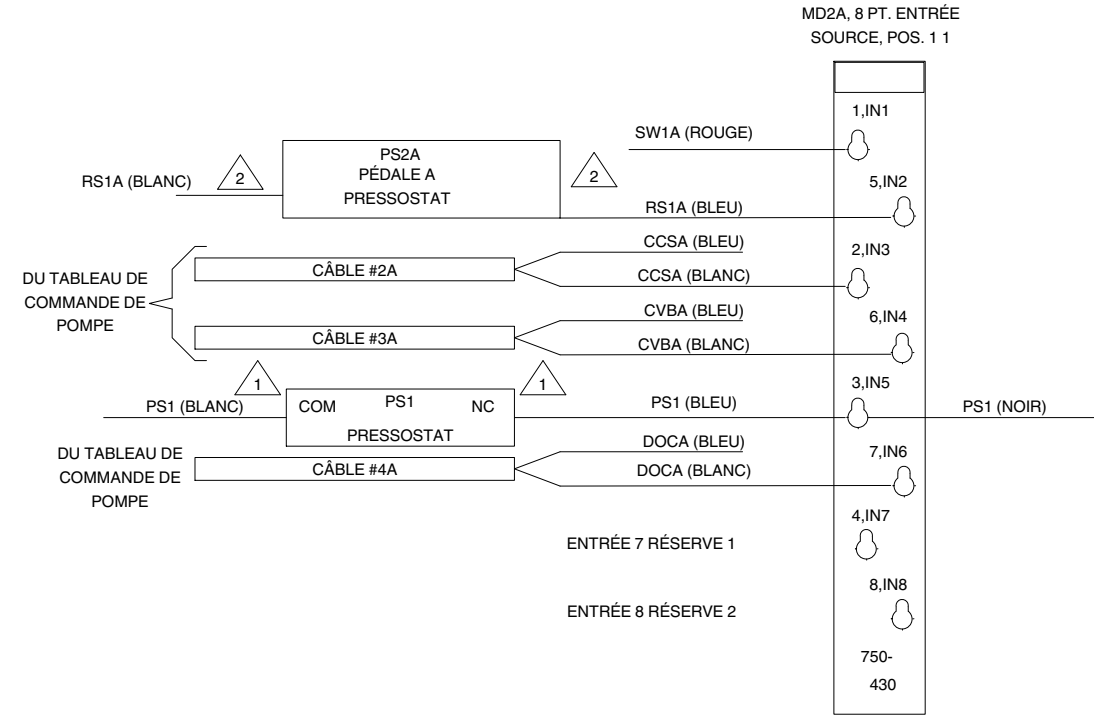 MD2A, 8 PT. ENTRÉE
SOURCE, POS. 1 1
1,IN1
SW1A (ROUGE)
PS2A
PÉDALE A
PRESSOSTAT
2
2
RS1A (BLANC)
5,IN2
RS1A (BLEU)
CCSA (BLEU)
2,IN3
CÂBLE #2A
CCSA (BLANC)
DU TABLEAU DE
COMMANDE DE
POMPE
CVBA (BLEU)
6,IN4
CÂBLE #3A
CVBA (BLANC)
1
1
3,IN5
PS1 (BLANC)
COM
PS1
NC
PRESSOSTAT
PS1 (BLEU)
PS1 (NOIR)
DU TABLEAU DE
COMMANDE DE
POMPE
DOCA (BLEU)
7,IN6
CÂBLE #4A
DOCA (BLANC)
4,IN7
ENTRÉE 7 RÉSERVE 1
8,IN8
ENTRÉE 8 RÉSERVE 2
750-
430